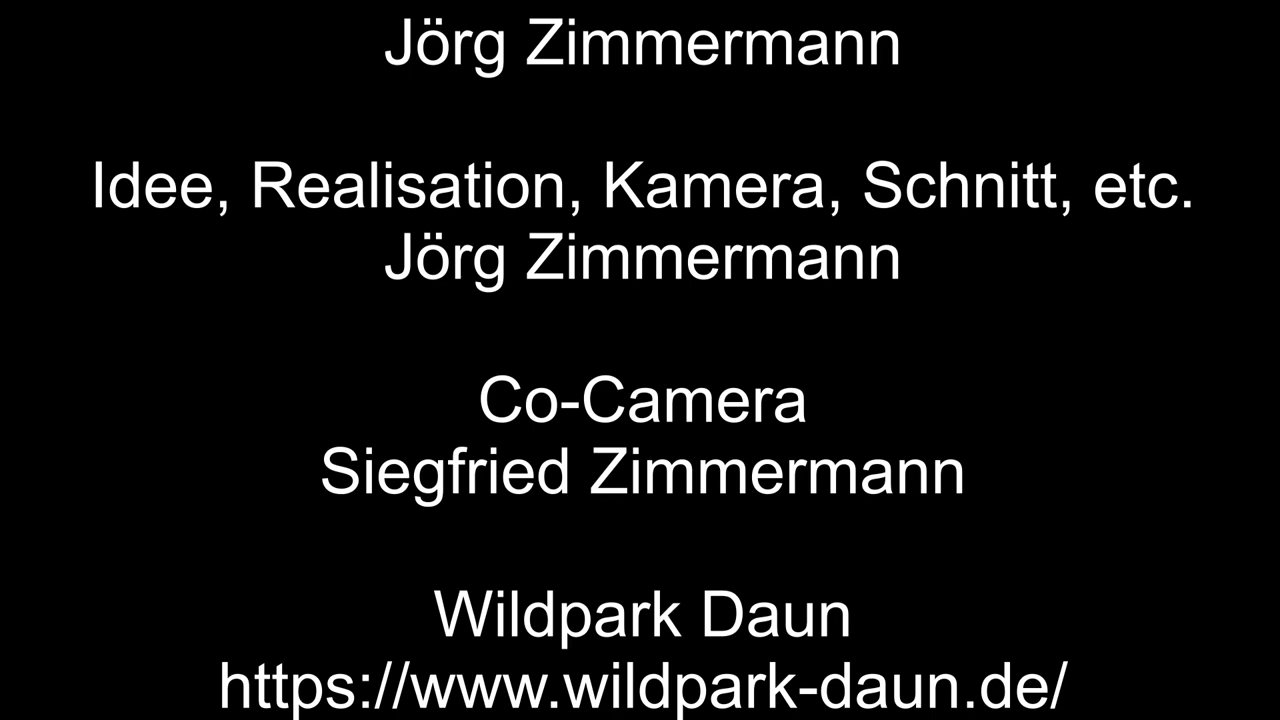 Jörg Zimmermann
Idee, Realisation, Kamera, Schnitt, etc.
Jörg Zimmermann
Co-Camera
Siegfried Zimmermann
Wildpark Daun
https://www.wildpark-daun.de/